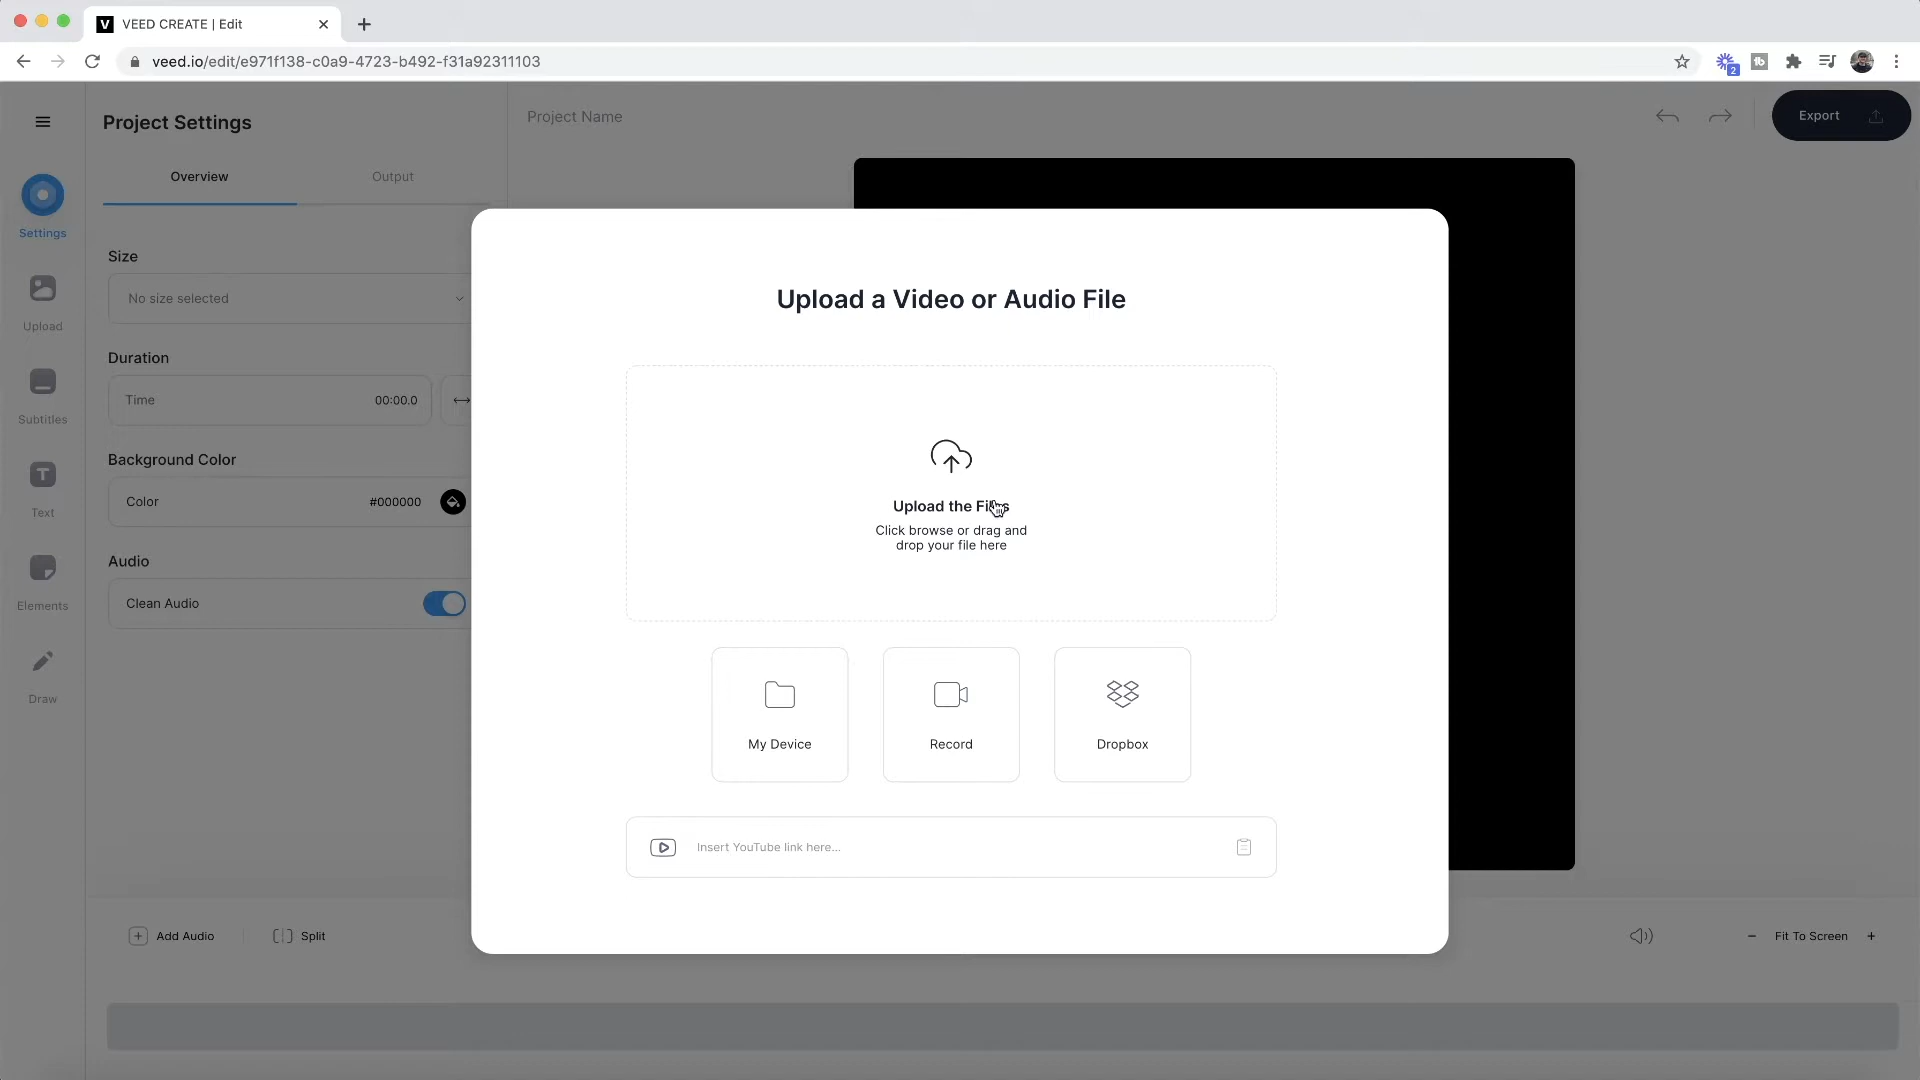 V VEED CREATE | Edit
veed.io/edit/e971f138-c0a9-4723-b492-f31a92311103
2
tb
Project Settings
Project Name
Export
Overview
Output
Settings
Size
No size selected
Upload
Duration
Time
00:00.0
Subtitles
Background Color
Color
#000000
T
Text
Audio
Clean Audio
Elements
Draw
Upload a Video or Audio File
Upload the Files
Click browse or drag and
drop your file here
My Device
Record
Dropbox
Insert YouTube link here...
Add Audio
Split
Fit To Screen